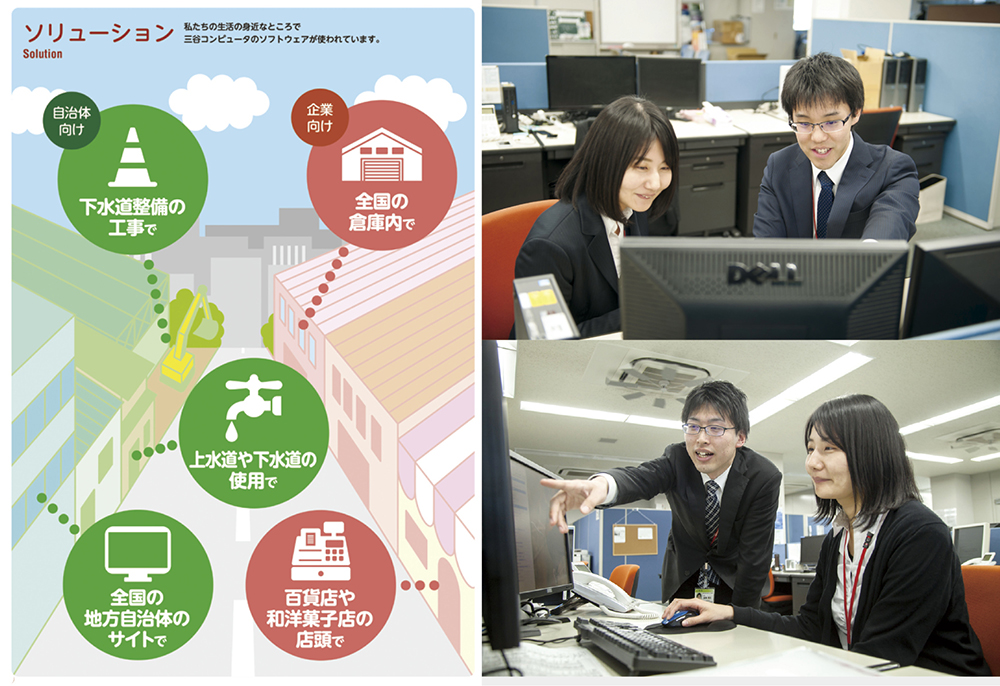 ソリューション
Solution
私たちの生活の身近なところで
三谷コンピュータのソフトウェアが使われています。
自治体
向け
下水道整備の
工事で
企業
向け
全国の
倉庫内で
上水道や下水道の
使用で
全国の
地方自治体の
サイトで
百貨店や
和洋菓子店の
店頭で
DELL